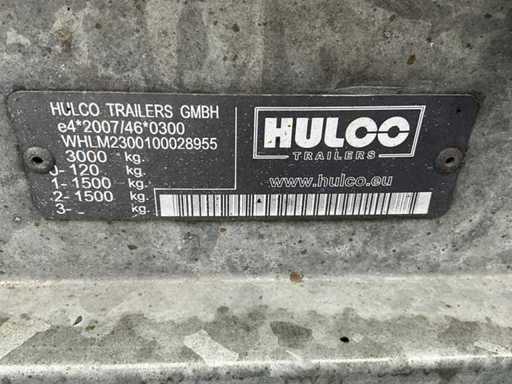 HULCO TRAILERS GMBH
e4*2007/46*0300
WHLM2300100028955
3000 kg.
0- 120 kg.
1- 1500 kg.
2- 1500 kg.
3- - kg.
HULCO
TRAILERS
www.hulco.eu